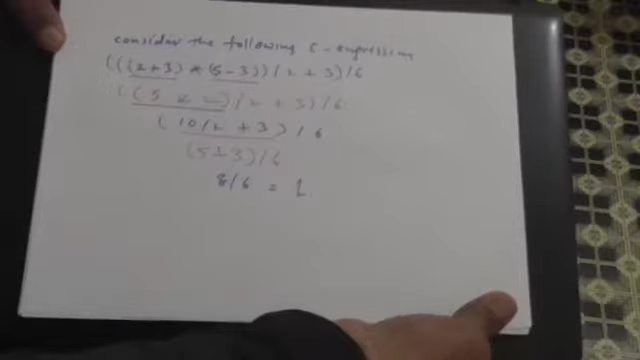 consider the following C-expression
(((2+3) * (5-3)) / 2 + 3) / 6
((5 * 2) / 2 + 3) / 6
(10/2 + 3) / 6
(5+3)/6
8/6 = 1